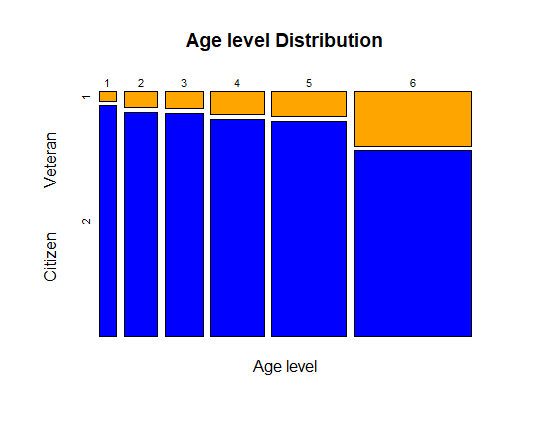 Age level Distribution
1 2 3 4 5 6
1
Veteran
2
Citizen
Age level